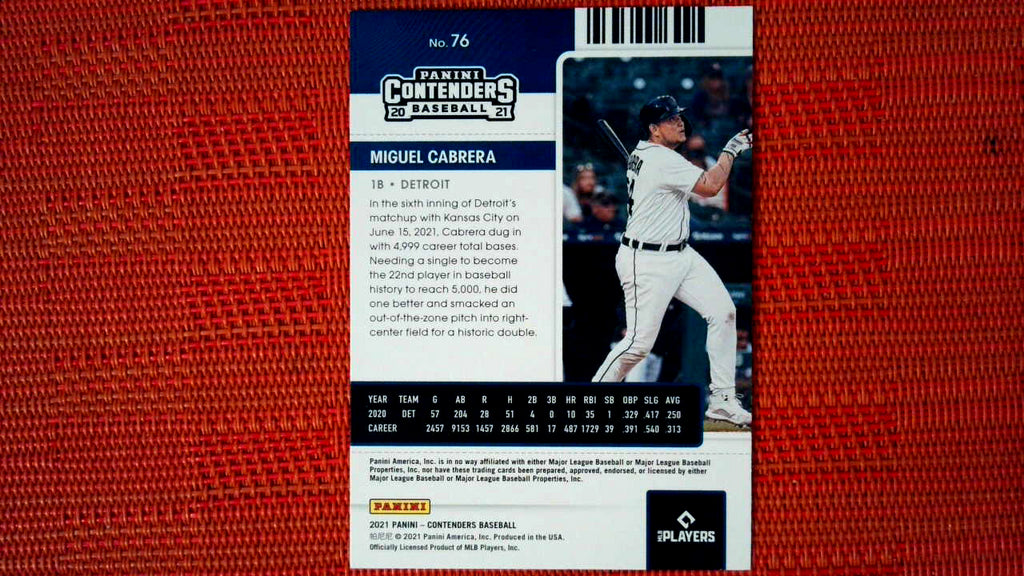 No. 76
PANINI
CONTENDERS
20 BASEBALL 21
MIGUEL CABRERA
1B • DETROIT
In the sixth inning of Detroit's
matchup with Kansas City on
June 15, 2021, Cabrera dug in
with 4,999 career total bases.
Needing a single to become
the 22nd player in baseball
history to reach 5,000, he did
one better and smacked an
out-of-the-zone pitch into right-
center field for a historic double.
YEAR TEAM G AB R H 2B 3B HR RBI SB OBP SLG AVG
2020 DET 57 204 28 51 4 0 10 35 1 .329 .417 .250
CAREER 2457 9153 1457 2866 581 17 487 1729 39 .391 .540 .313
Panini America, Inc. is in no way affiliated with either Major League Baseball or Major League Baseball
Properties, Inc. nor have these trading cards been prepared, approved, endorsed, or licensed by either
Major League Baseball or Major League Baseball Properties, Inc.
PANINI
2021 PANINI – CONTENDERS BASEBALL
帕尼尼 © 2021 Panini America, Inc. Produced in the USA.
Officially Licensed Product of MLB Players, Inc.
MLB PLAYERS